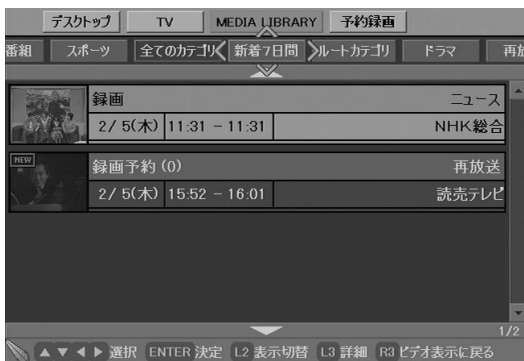 デスクトップ TV MEDIA LIBRARY 予約録画
番組 スポーツ 全てのカテゴリ 新着7日間 ルートカテゴリ ドラマ 再放
録画 ニュース
2/ 5(木) 11:31 - 11:31 NHK総合
NEW 録画予約(0) 再放送
2/ 5(木) 15:52 - 16:01 読売テレビ
1/2
▲ ▼ ◀ ▶ 選択 ENTER 決定 L2 表示切替 L3 詳細 R3 ビデオ表示に戻る